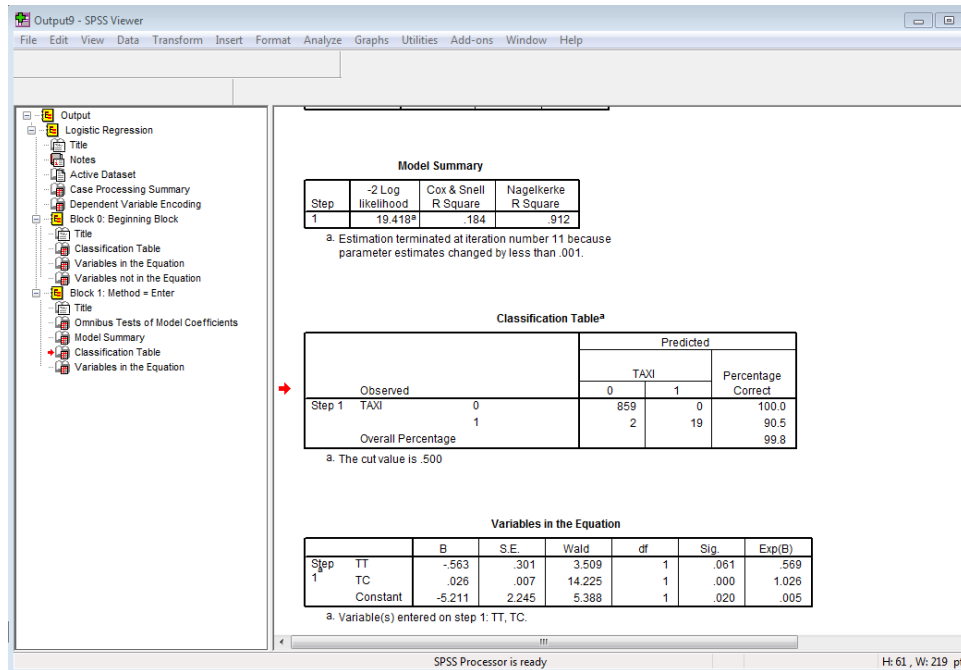 Output9 - SPSS Viewer
File Edit View Data Transform Insert Format Analyze Graphs Utilities Add-ons Window Help
Output
Logistic Regression
Title
Notes
Active Dataset
Case Processing Summary
Dependent Variable Encoding
Block 0: Beginning Block
Title
Classification Table
Variables in the Equation
Variables not in the Equation
Block 1: Method = Enter
Title
Omnibus Tests of Model Coefficients
Model Summary
Classification Table
Variables in the Equation
Model Summary
Step -2 Log likelihood Cox & Snell R Square Nagelkerke R Square
1 19.418a .184 .912
a. Estimation terminated at iteration number 11 because
parameter estimates changed by less than .001.
Classification Tablea
Predicted
TAXI Percentage Correct
Observed 0 1
Step 1 TAXI 0 859 0 100.0
1 2 19 90.5
Overall Percentage 99.8
a. The cut value is .500
Variables in the Equation
B S.E. Wald df Sig. Exp(B)
Step 1a TT -.563 .301 3.509 1 .061 .569
TC .026 .007 14.225 1 .000 1.026
Constant -5.211 2.245 5.388 1 .020 .005
a. Variable(s) entered on step 1: TT, TC.
SPSS Processor is ready
H: 61 , W: 219 pt